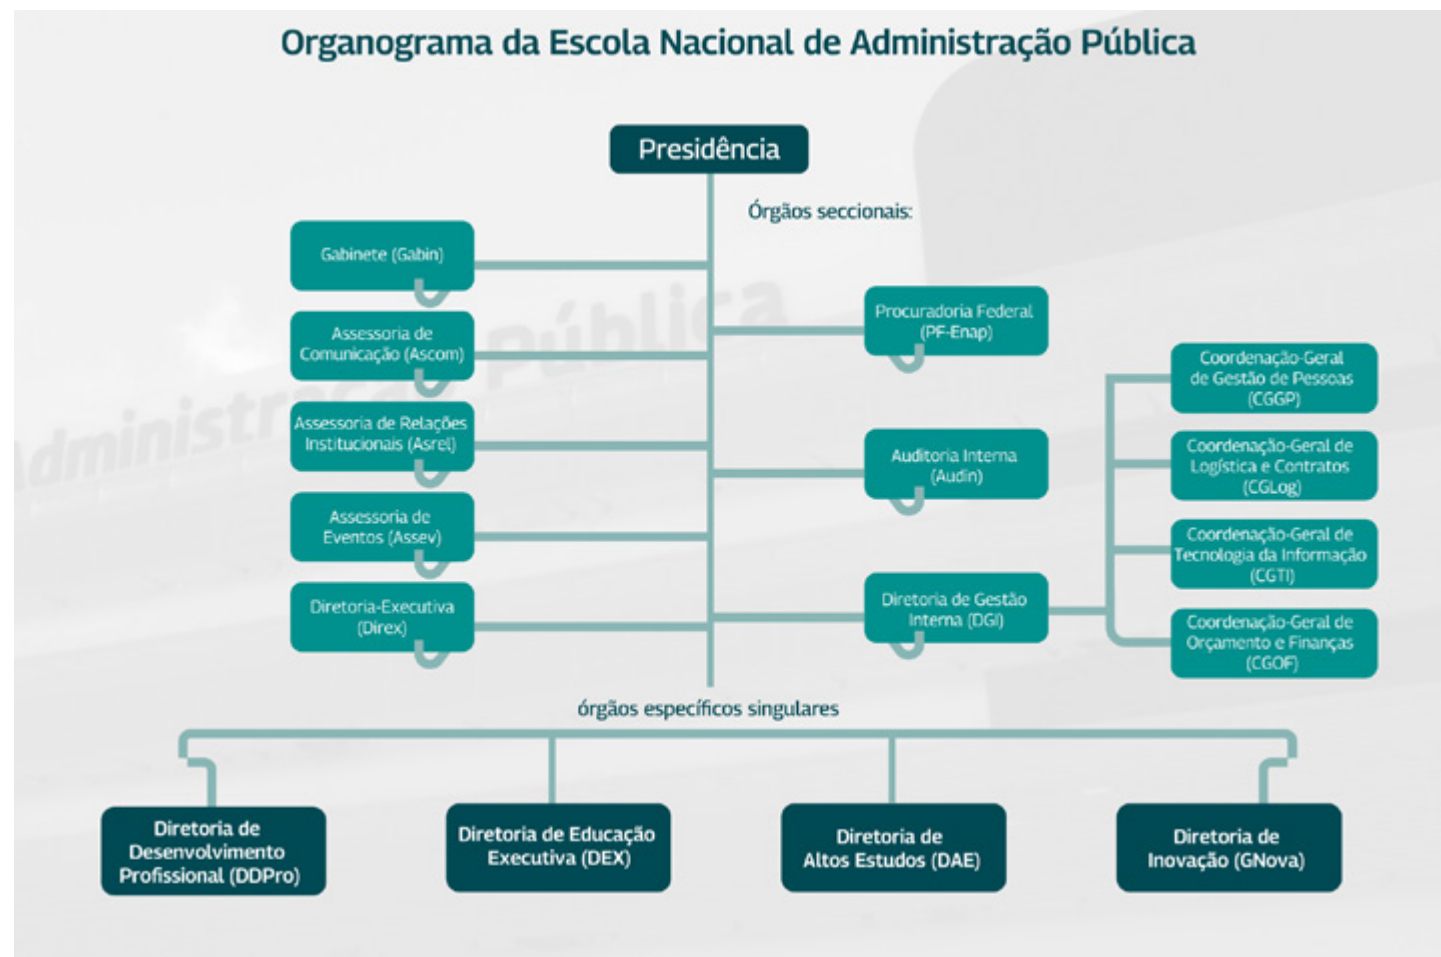 Organograma da Escola Nacional de Administração Pública
Presidência
Órgãos seccionais:
Gabinete (Gabin)
Assessoria de
Comunicação (Ascom)
Assessoria de Relações
Institucionais (Asrel)
Assessoria de
Eventos (Assev)
Diretoria-Executiva
(Direx)
Procuradoria Federal
(PF-Enap)
Auditoria Interna
(Audin)
Diretoria de Gestão
Interna (DGI)
Coordenação-Geral
de Gestão de Pessoas
(CGGP)
Coordenação-Geral de
Logística e Contratos
(CGLog)
Coordenação-Geral de
Tecnologia da Informação
(CGTI)
Coordenação-Geral de
Orçamento e Finanças
(CGOF)
órgãos específicos singulares
Diretoria de
Desenvolvimento
Profissional (DDPro)
Diretoria de Educação
Executiva (DEX)
Diretoria de
Altos Estudos (DAE)
Diretoria de
Inovação (GNova)
Administração Pública